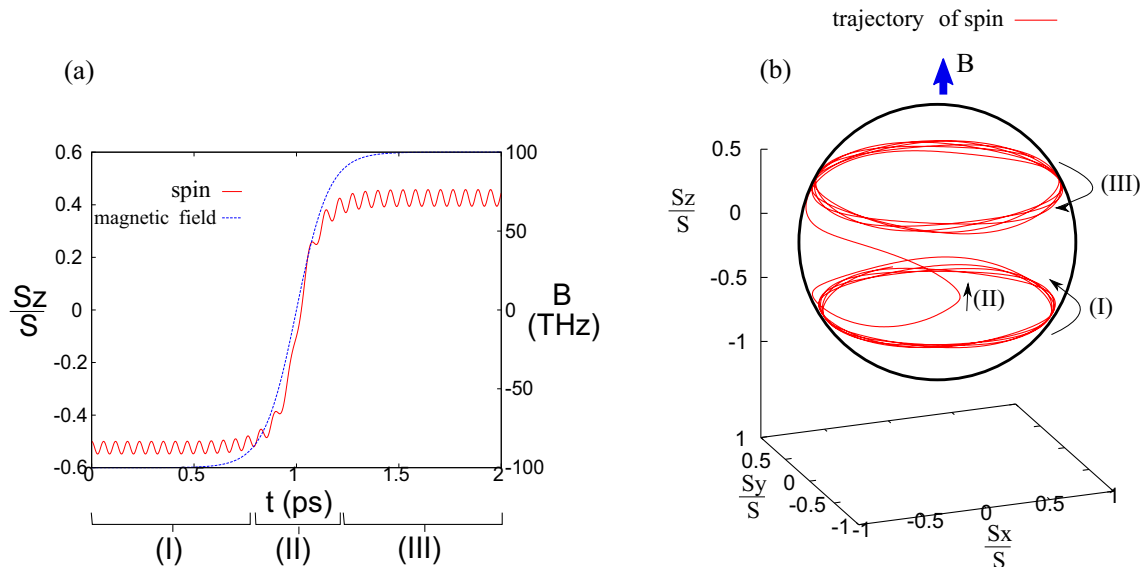 (a)
0.6
0.4
0.2
0
-0.2
-0.4
-0.6
Sz
S
spin
magnetic field
100
50
0
-50
-100
B
(THz)
0
0.5
1
1.5
2
t (ps)
(I)
(II)
(III)
trajectory of spin
(b)
B
0.5
0
-0.5
-1
Sz
S
(III)
(II)
(I)
1
0.5
0
-0.5
-1
Sy
S
-1
-0.5
0
0.5
1
Sx
S